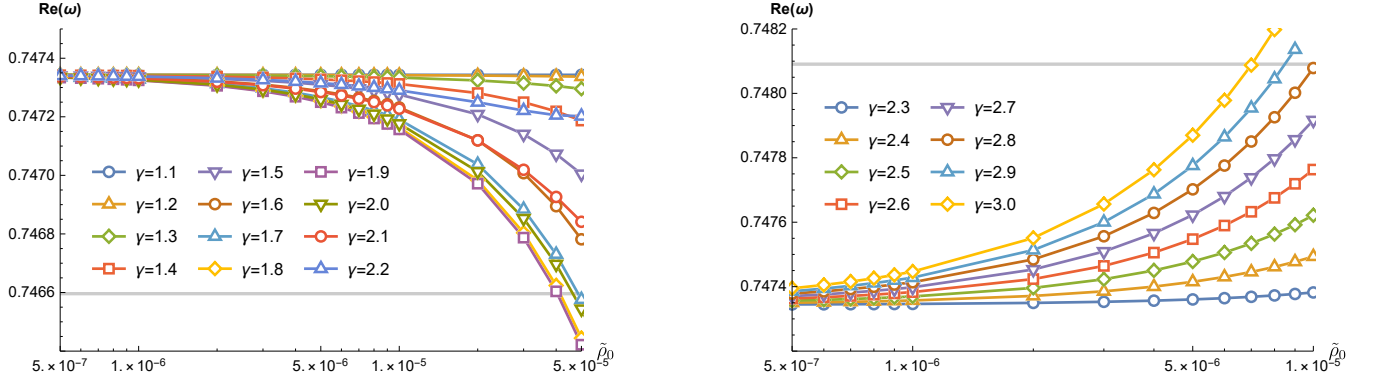 Re(ω)
0.7474
0.7472
0.7470
0.7468
0.7466
γ=1.1 γ=1.5 γ=1.9
γ=1.2 γ=1.6 γ=2.0
γ=1.3 γ=1.7 γ=2.1
γ=1.4 γ=1.8 γ=2.2
5.×10⁻⁷ 1.×10⁻⁶ 5.×10⁻⁶ 1.×10⁻⁵ 5.×10⁻⁵
ρ̃₀
Re(ω)
0.7482
0.7480
0.7478
0.7476
0.7474
γ=2.3 γ=2.7
γ=2.4 γ=2.8
γ=2.5 γ=2.9
γ=2.6 γ=3.0
5.×10⁻⁷ 1.×10⁻⁶ 5.×10⁻⁶ 1.×10⁻⁵
ρ̃₀